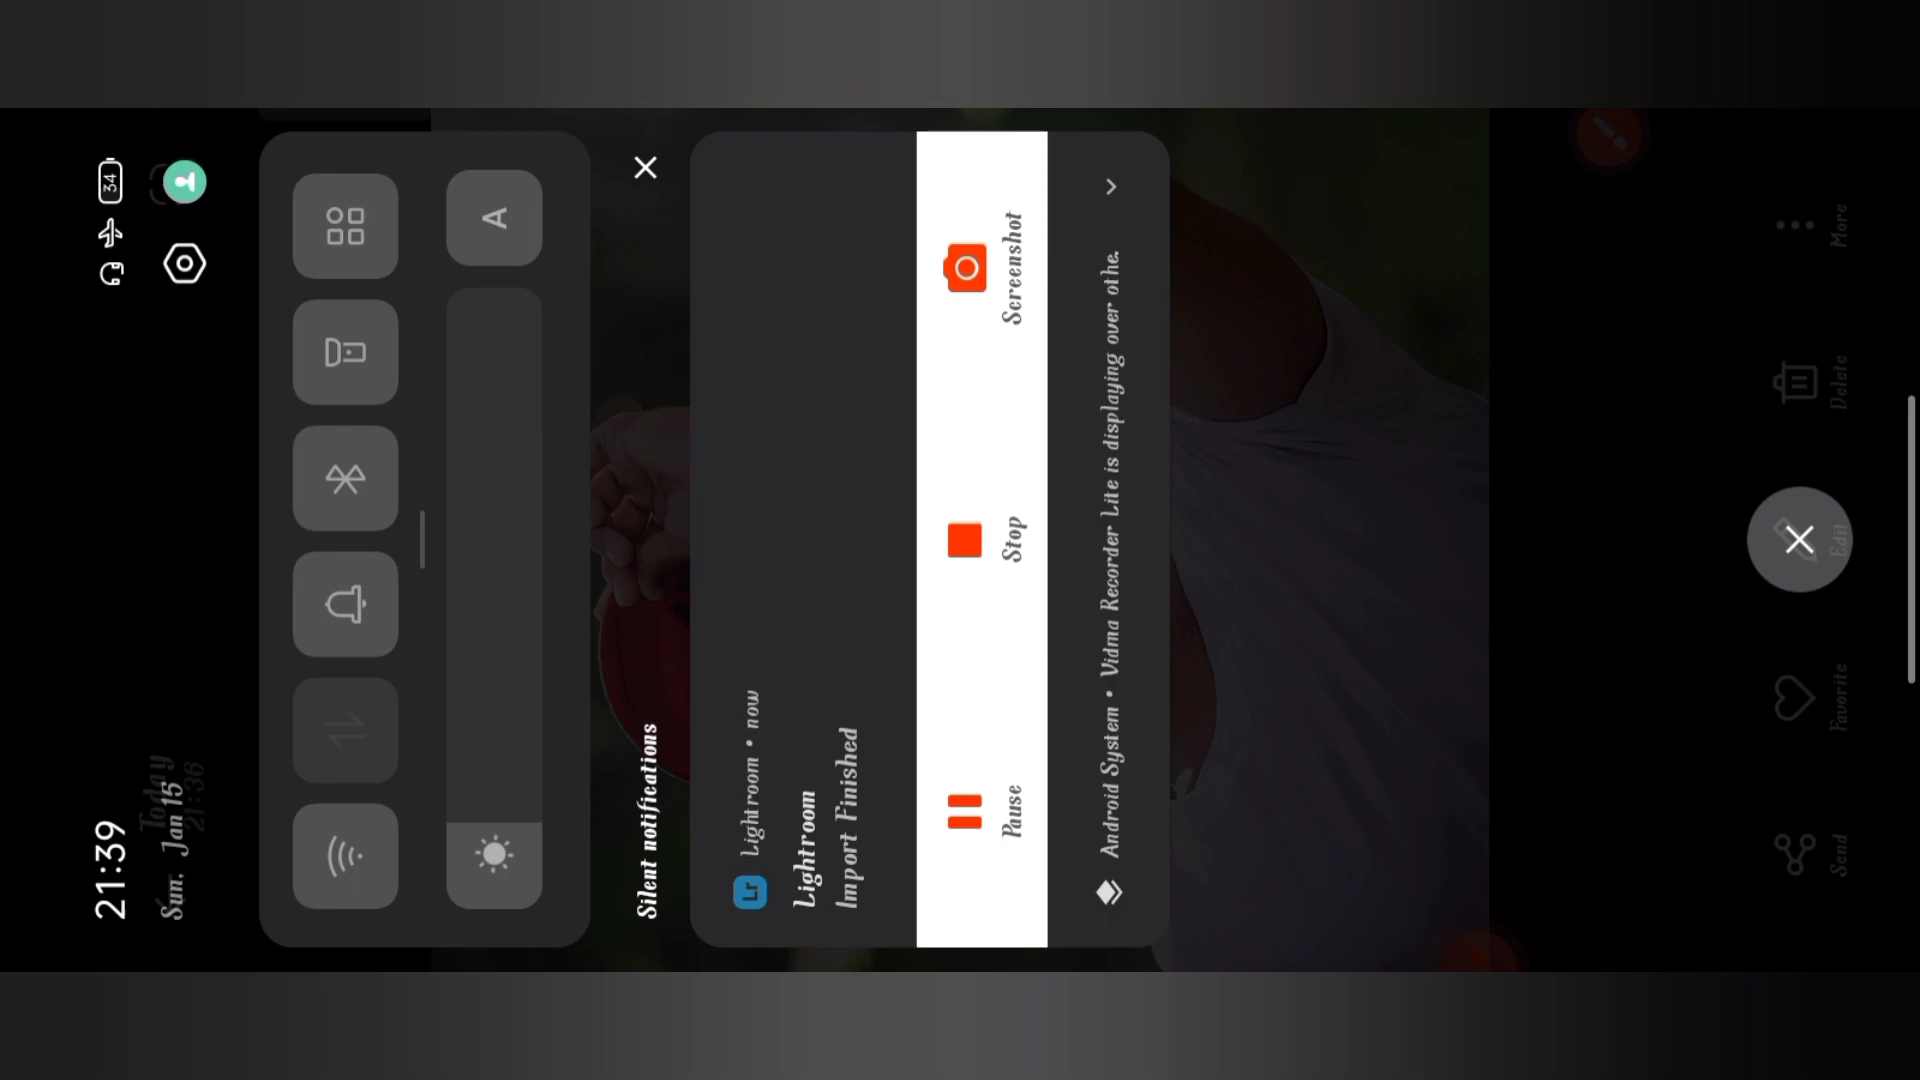 21:39
34
Sun, Jan 15
Today
21:36
A
Silent notifications
Lr Lightroom • now
Lightroom
Import Finished
Pause Stop Screenshot
Android System • Vidma Recorder Lite is displaying over othe.
Send Favorite Edit Delete More